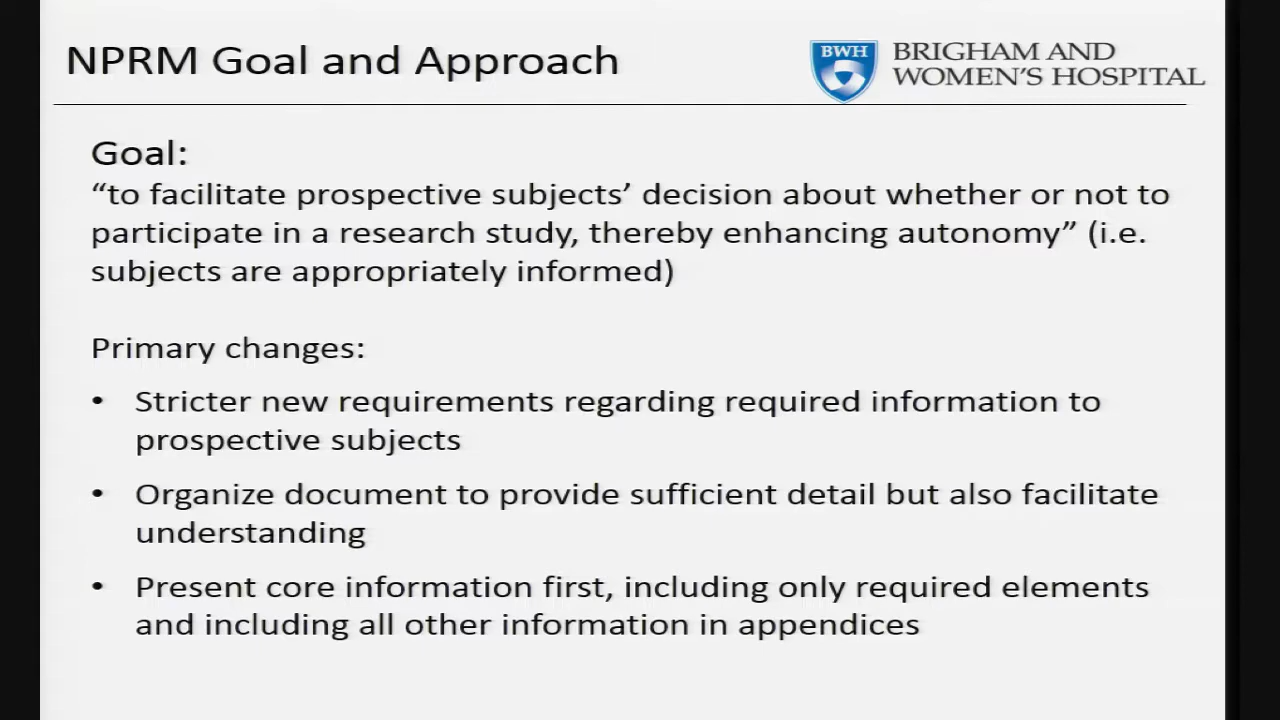 NPRM Goal and Approach
BWH
BRIGHAM AND
WOMEN'S HOSPITAL
Goal:
“to facilitate prospective subjects’ decision about whether or not to
participate in a research study, thereby enhancing autonomy” (i.e.
subjects are appropriately informed)
Primary changes:
• Stricter new requirements regarding required information to
prospective subjects
• Organize document to provide sufficient detail but also facilitate
understanding
• Present core information first, including only required elements
and including all other information in appendices